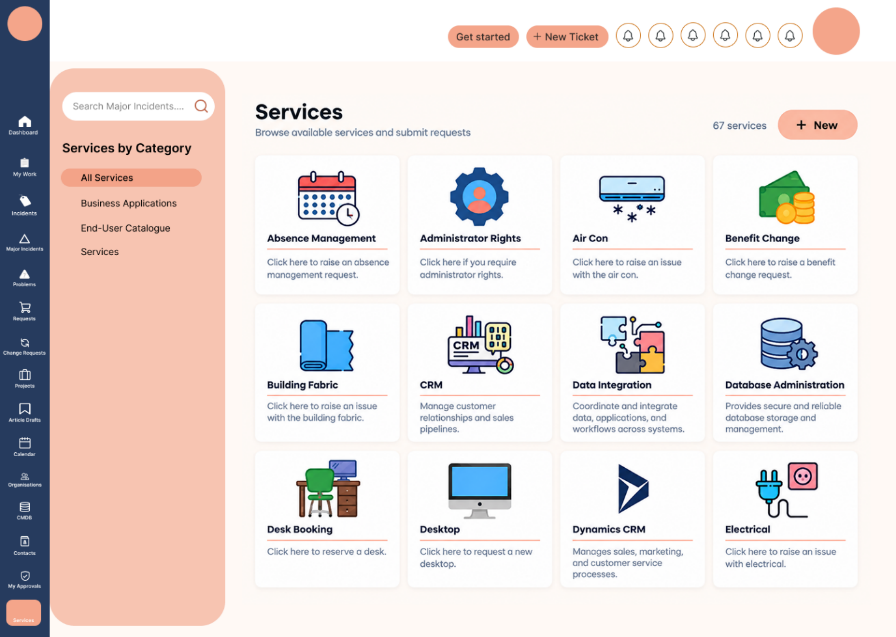 Get started
+ New Ticket
Dashboard
My Work
Incidents
Major Incidents
Problems
Requests
Change Requests
Projects
Article Drafts
Calendar
Organisations
CMDB
Contacts
My Approvals
Services
Search Major Incidents....
Services by Category
All Services
Business Applications
End-User Catalogue
Services
Services
Browse available services and submit requests
67 services
+ New
Absence Management
Click here to raise an absence
management request.
Administrator Rights
Click here if you require
administrator rights.
Air Con
Click here to raise an issue
with the air con.
Benefit Change
Click here to raise a benefit
change request.
Building Fabric
Click here to raise an issue
with the building fabric.
CRM
CRM
Manage customer
relationships and sales
pipelines.
Data Integration
Coordinate and integrate
data, applications, and
workflows across systems.
Database Administration
Provides secure and reliable
database storage and
management.
Desk Booking
Click here to reserve a desk.
Desktop
Click here to request a new
desktop.
Dynamics CRM
Manages sales, marketing,
and customer service
processes.
Electrical
Click here to raise an issue
with electrical.